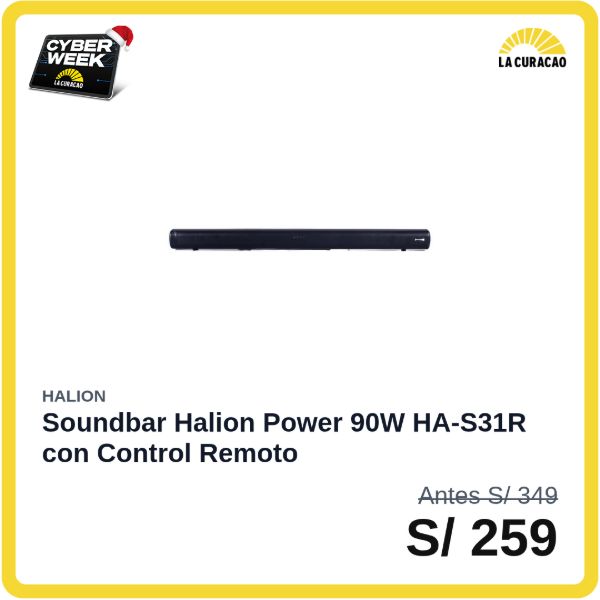 CYBER
WEEK
LA CURACAO
LA CURACAO
HALION
Soundbar Halion Power 90W HA-S31R
con Control Remoto
Antes S/ 349
S/ 259